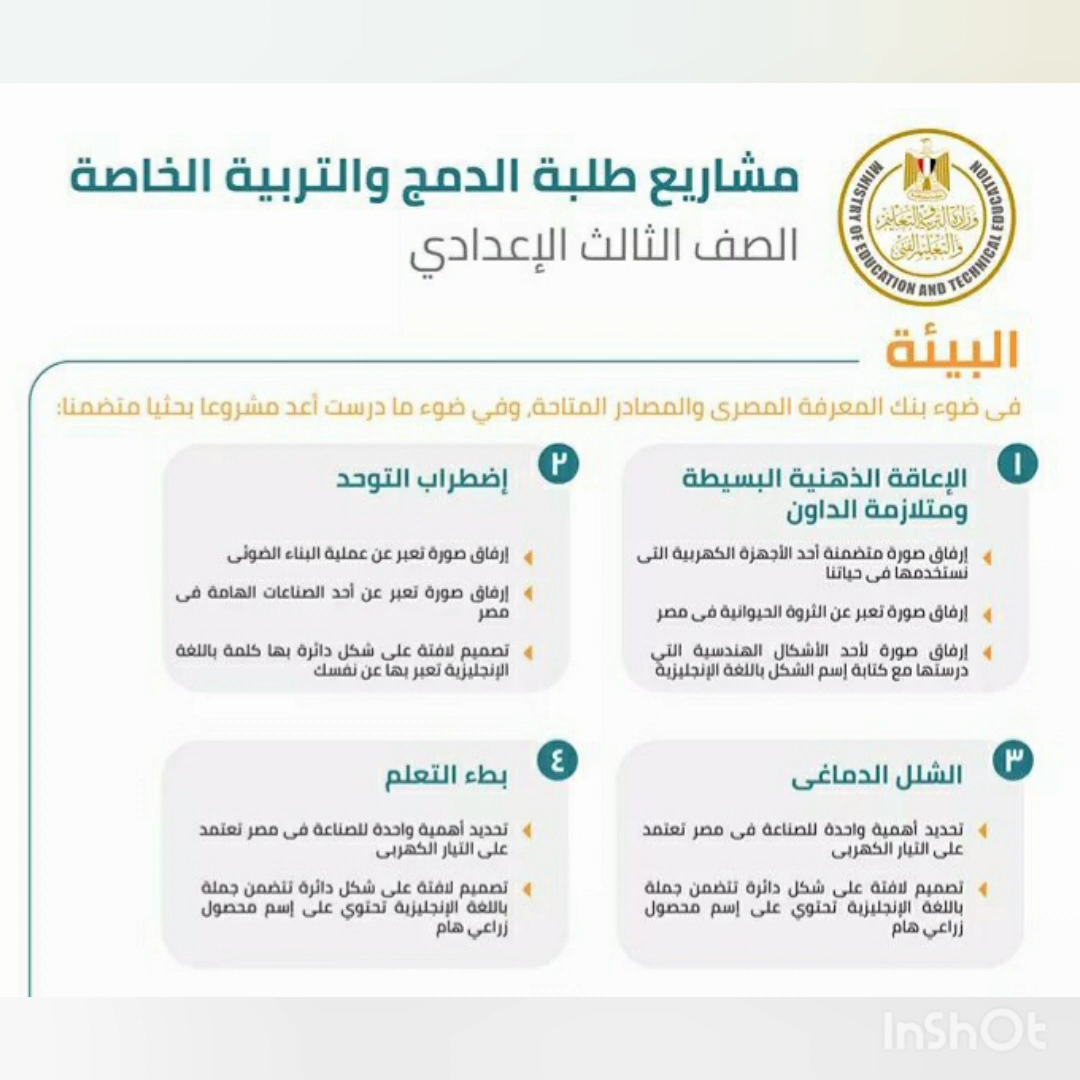 مشاريع طلبة الدمج والتربية الخاصة
الصف الثالث الإعدادي
وزارة التربية والتعليم
والتعليم الفنى
MINISTRY OF EDUCATION AND TECHNICAL EDUCATION
البيئة
فى ضوء بنك المعرفة المصرى والمصادر المتاحة، وفي ضوء ما درست أعد مشروعا بحثيا متضمنا:
١
الإعاقة الذهنية البسيطة
ومتلازمة الداون
إرفاق صورة متضمنة أحد الأجهزة الكهربية التى
نستخدمها فى حياتنا
إرفاق صورة تعبر عن الثروة الحيوانية فى مصر
إرفاق صورة لأحد الأشكال الهندسية التي
درستها مع كتابة إسم الشكل باللغة الإنجليزية
٢
إضطراب التوحد
إرفاق صورة تعبر عن عملية البناء الضوئى
إرفاق صورة تعبر عن أحد الصناعات الهامة فى
مصر
تصميم لافتة على شكل دائرة بها كلمة باللغة
الإنجليزية تعبر بها عن نفسك
٣
الشلل الدماغى
تحديد أهمية واحدة للصناعة فى مصر تعتمد
على التيار الكهربى
تصميم لافتة على شكل دائرة تتضمن جملة
باللغة الإنجليزية تحتوي على إسم محصول
زراعي هام
٤
بطء التعلم
تحديد أهمية واحدة للصناعة فى مصر تعتمد
على التيار الكهربى
تصميم لافتة على شكل دائرة تتضمن جملة
باللغة الإنجليزية تحتوي على إسم محصول
زراعي هام
InShOt